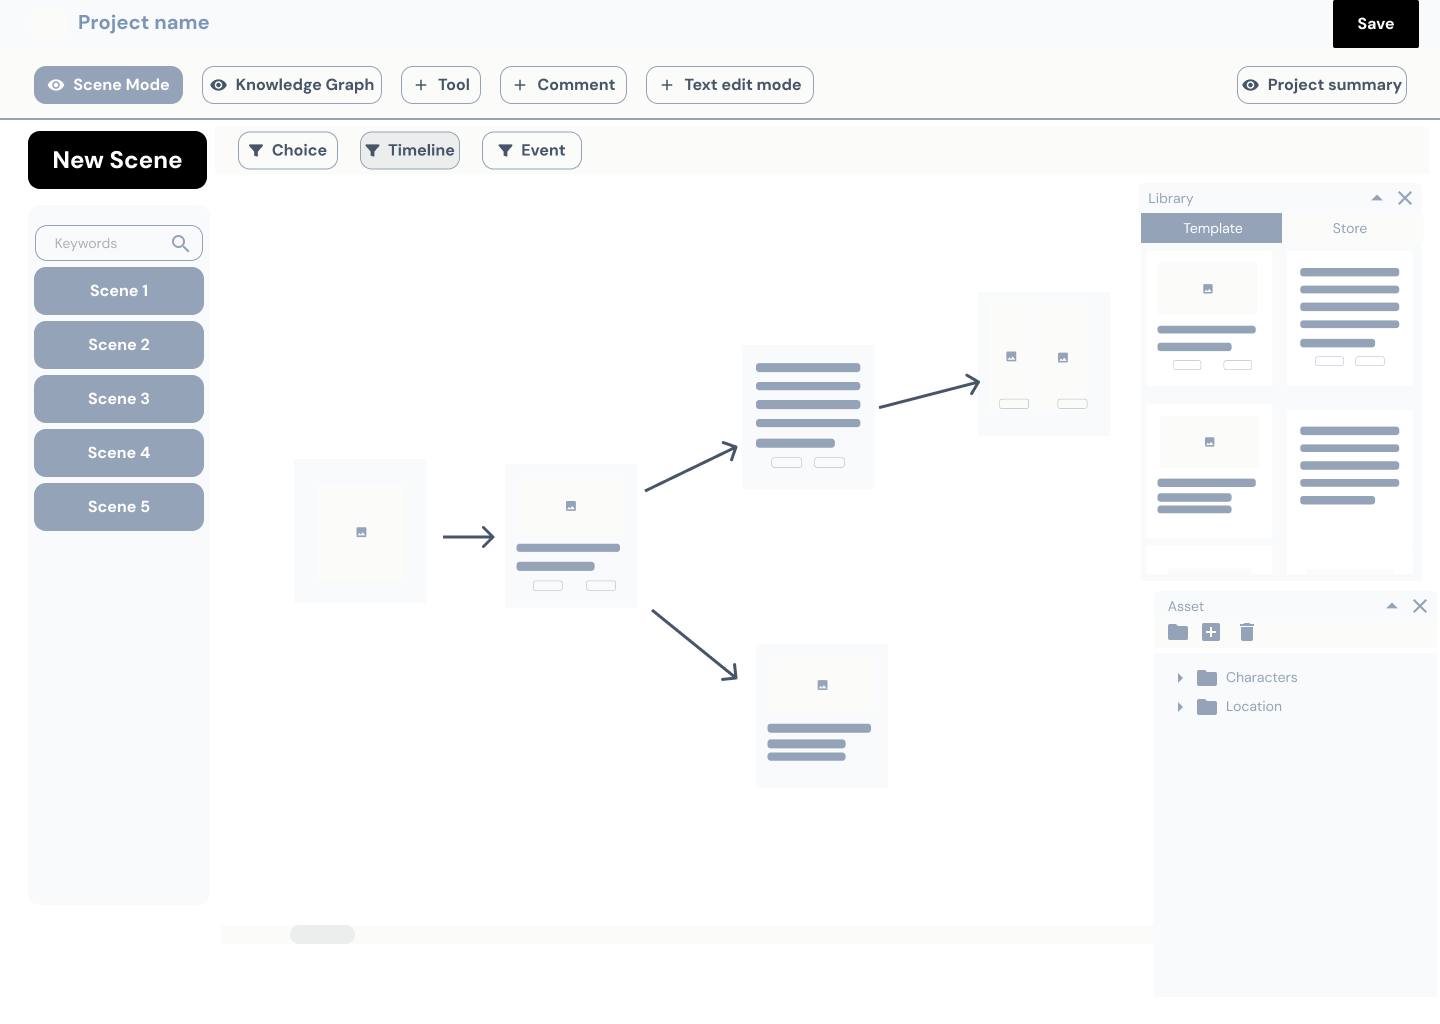 Project name
Save
Scene Mode
Knowledge Graph
Tool
Comment
Text edit mode
Project summary
New Scene
Choice
Timeline
Event
Keywords
Scene 1
Scene 2
Scene 3
Scene 4
Scene 5
Library
Template
Store
Asset
Characters
Location